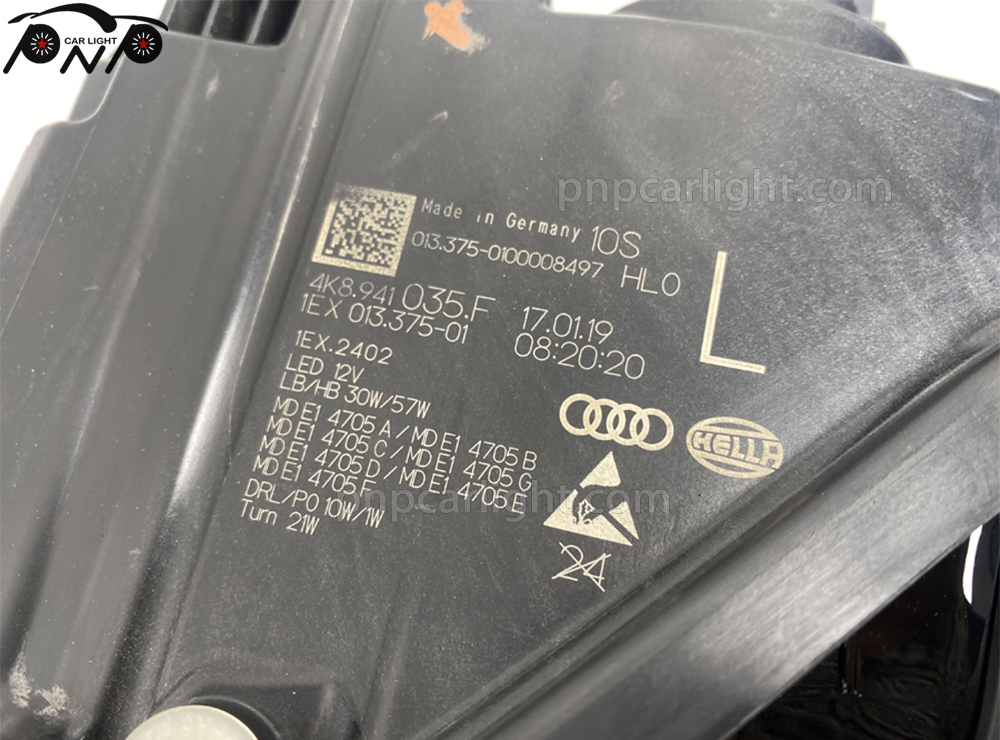 PNP
CAR LIGHT
pnpcarlight.com
Made in Germany 10S
013.375-0100008497 HL0
L
4K8.941 035.F 17.01.19
1EX 013.375-01 08:20:20
1EX.2402
LED 12V
LB/HB 30W/57W
MD E1 4705 A / MD E1 4705 B
MD E1 4705 C / MD E1 4705 G
MD E1 4705 D / MD E1 4705 E
MD E1 4705 F
DRL/PO 10W/1W
Turn 21W
HELLA
pnpcarlight.com
24